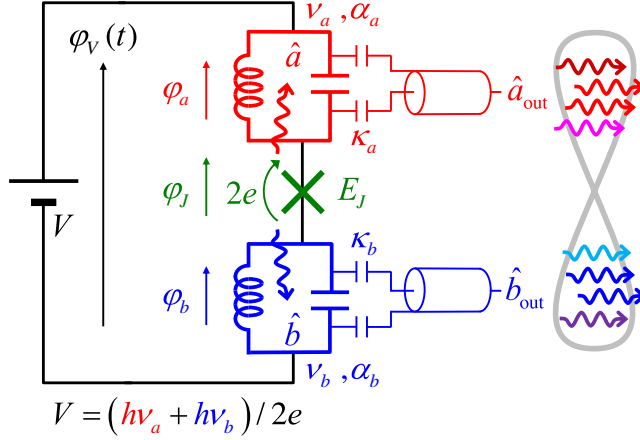 ν_a , α_a
φ_V (t)
â
φ_a
κ_a
â_out
φ_J
2e
E_J
V
κ_b
φ_b
b̂
b̂_out
ν_b , α_b
V = (hν_a + hν_b) / 2e